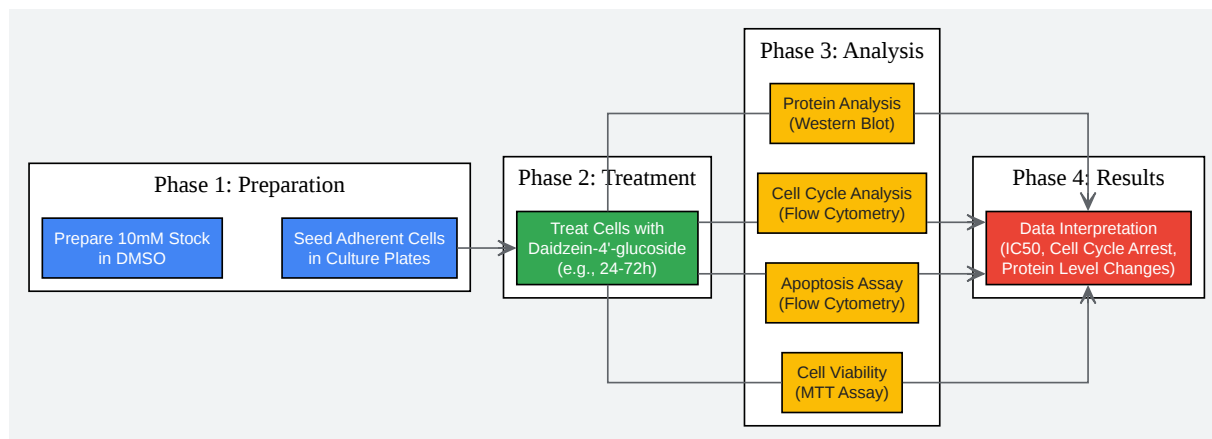 Phase 1: Preparation
Prepare 10mM Stock
in DMSO
Seed Adherent Cells
in Culture Plates
Phase 2: Treatment
Treat Cells with
Daidzein-4'-glucoside
(e.g., 24-72h)
Phase 3: Analysis
Protein Analysis
(Western Blot)
Cell Cycle Analysis
(Flow Cytometry)
Apoptosis Assay
(Flow Cytometry)
Cell Viability
(MTT Assay)
Phase 4: Results
Data Interpretation
(IC50, Cell Cycle Arrest,
Protein Level Changes)